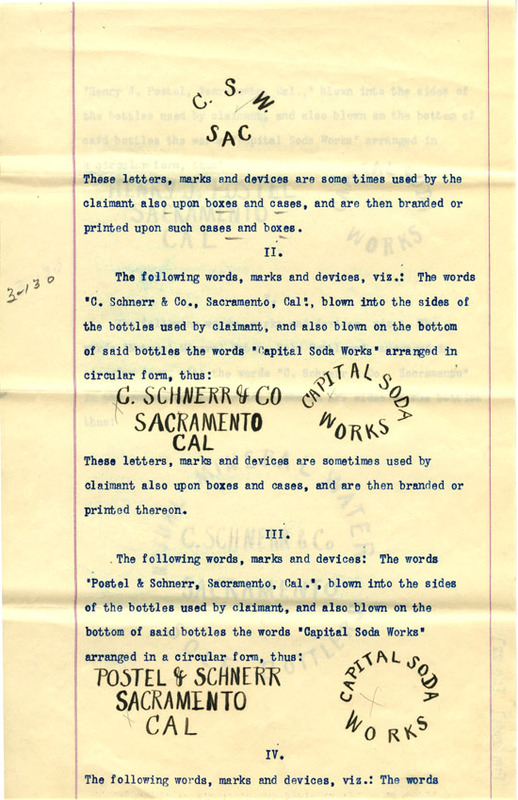 C. S. W.
SAC
These letters, marks and devices are some times used by the
claimant also upon boxes and cases, and are then branded or
printed upon such cases and boxes.
II.
The following words, marks and devices, viz.: The words
"C. Schnerr & Co., Sacramento, Cal"., blown into the sides of
3-130
the bottles used by claimant, and also blown on the bottom
of said bottles the words "Capital Soda Works" arranged in
circular form, thus:
C. SCHNERR & CO
SACRAMENTO
CAL
CAPITAL SODA
WORKS
These letters, marks and devices are sometimes used by
claimant also upon boxes and cases, and are then branded or
printed thereon.
III.
The following words, marks and devices: The words
"Postel & Schnerr, Sacramento, Cal.", blown into the sides
of the bottles used by claimant, and also blown on the
bottom of said bottles the words "Capital Soda Works"
arranged in a circular form, thus:
POSTEL & SCHNERR
SACRAMENTO
CAL
CAPITAL SODA
WORKS
IV.
The following words, marks and devices, viz.: The words